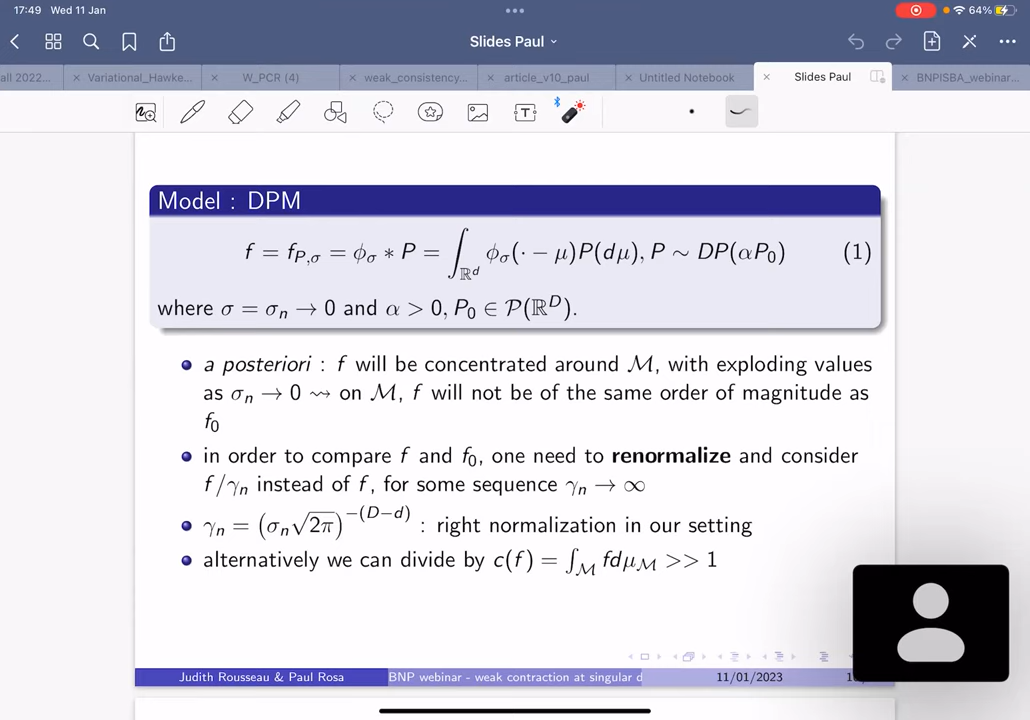 17:49 Wed 11 Jan
64%
Slides Paul
all 2022...
Variational_Hawke...
W_PCR (4)
weak_consistency...
article_v10_paul
Untitled Notebook
Slides Paul
BNPISBA_webinar...
Model : DPM
f = f_{P,σ} = ϕ_σ ∗ P = ∫_{ℝ^d} ϕ_σ(· − μ)P(dμ), P ∼ DP(αP_0) (1)
where σ = σ_n → 0 and α > 0, P_0 ∈ 𝒫(ℝ^D).
a posteriori : f will be concentrated around ℳ, with exploding values
as σ_n → 0 ⇝ on ℳ, f will not be of the same order of magnitude as
f_0
in order to compare f and f_0, one need to renormalize and consider
f/γ_n instead of f, for some sequence γ_n → ∞
γ_n = (σ_n√2π)^{−(D−d)} : right normalization in our setting
alternatively we can divide by c(f) = ∫_ℳ fdμ_ℳ >> 1
Judith Rousseau & Paul Rosa
BNP webinar - weak contraction at singular d
11/01/2023